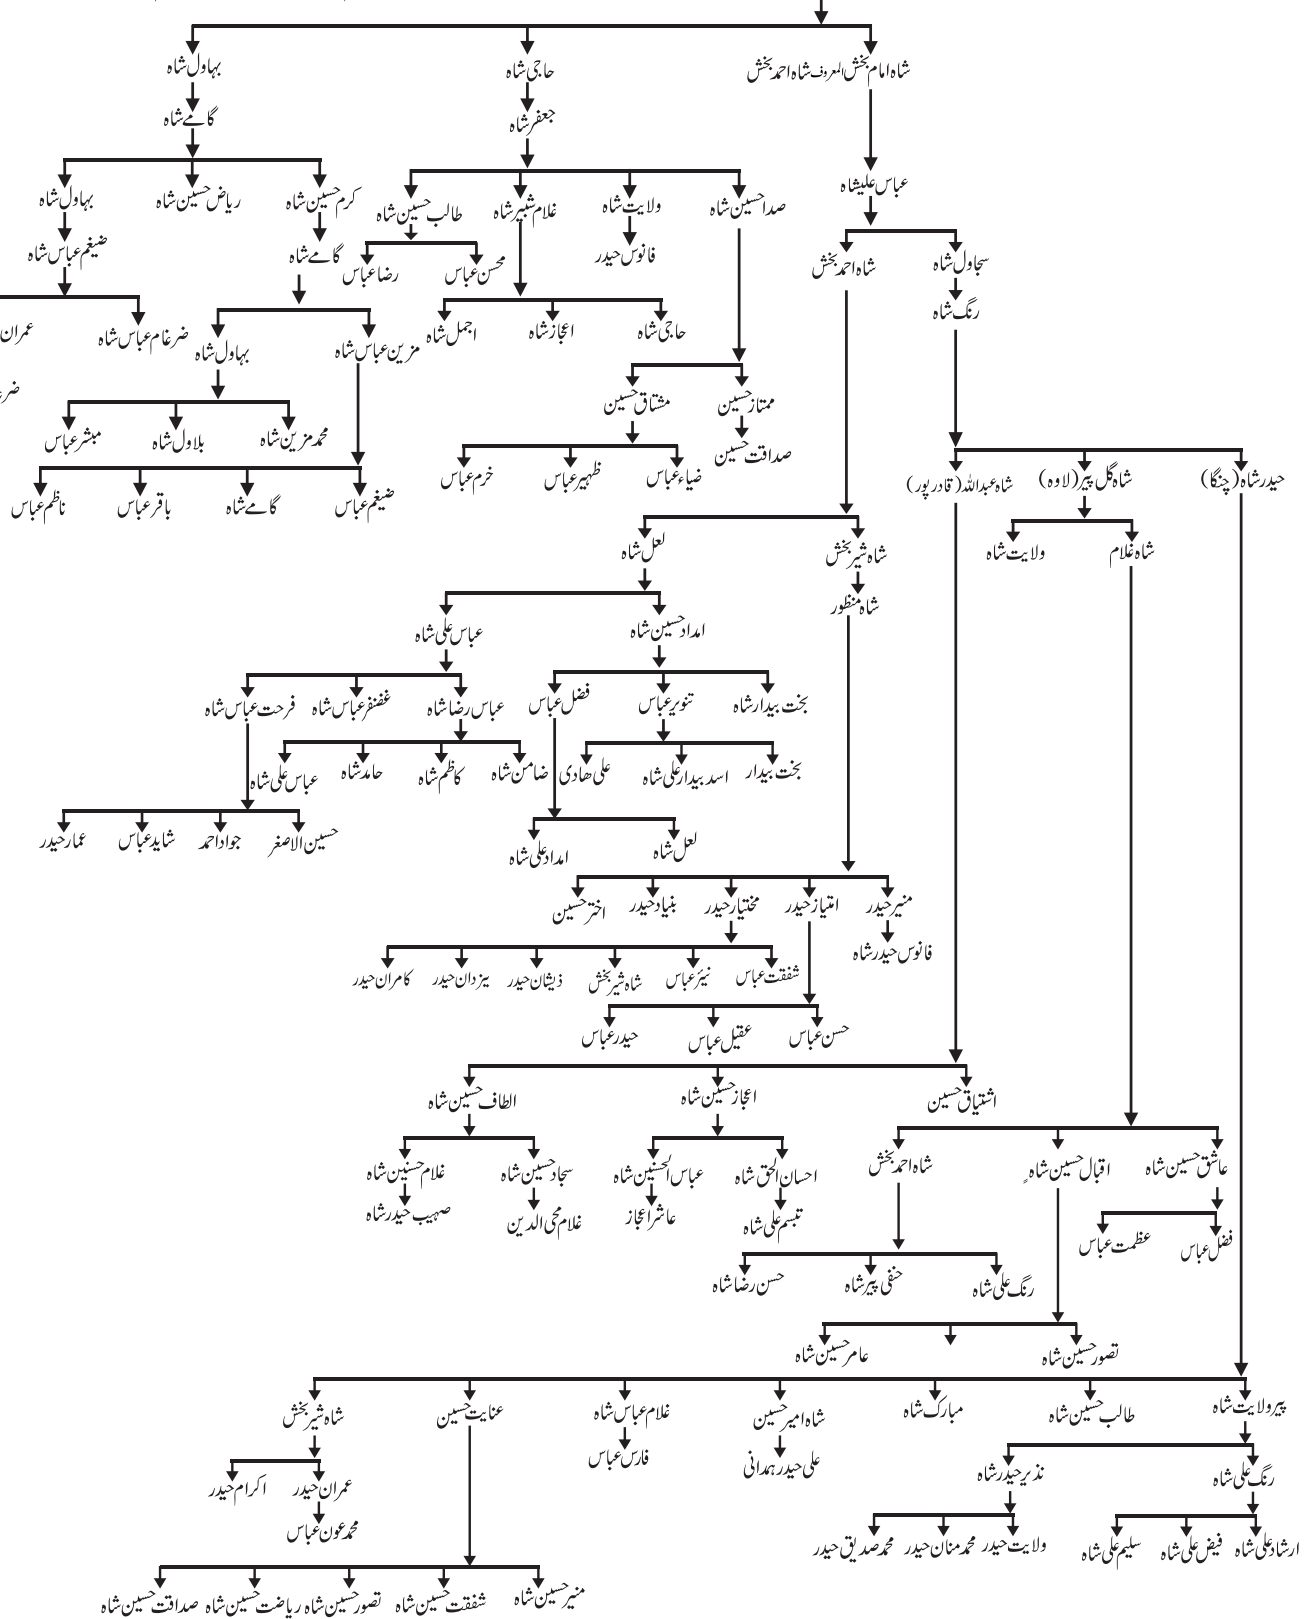 شاہ امام بخش المعروف شاہ احمد بخش
حاجی شاہ
بہاول شاہ
جعفر شاہ
گامے شاہ
عباس علیشاہ
صدا حسین شاہ
ولایت شاہ
غلام شبیر شاہ
طالب حسین شاہ
کرم حسین شاہ
ریاض حسین شاہ
بہاول شاہ
سجاول شاہ
شاہ احمد بخش
فانوس حیدر
محسن عباس
رضا عباس
گامے شاہ
ضیغم عباس شاہ
رنگ شاہ
حاجی شاہ
اعجاز شاہ
اجمل شاہ
مزین عباس شاہ
بہاول شاہ
ضرغام عباس شاہ
عمران
ممتاز حسین
مشتاق حسین
محمد مزین شاہ
بلاول شاہ
مبشر عباس
صداقت حسین
ضیاء عباس
ظہیر عباس
خرم عباس
ضیغم عباس
گامے شاہ
باقر عباس
ناظم عباس
حیدر شاہ (چنگا)
شاہ گل پیر (لاوہ)
شاہ عبداللہ (قادر پور)
شاہ غلام
ولایت شاہ
شاہ شیر بخش
لعل شاہ
شاہ منظور
امداد حسین شاہ
عباس علی شاہ
بخت بیدار شاہ
تنویر عباس
فضل عباس
عباس رضا شاہ
غضنفر عباس شاہ
فرحت عباس شاہ
بخت بیدار
اسد بیدار علی شاہ
علی ھادی
ضامن شاہ
کاظم شاہ
حامد شاہ
عباس علی شاہ
لعل شاہ
امداد علی شاہ
حسین الاصغر
جواد احمد
شاہد عباس
عمار حیدر
منیر حیدر
امتیاز حیدر
مختیار حیدر
بنیاد حیدر
اختر حسین
فانوس حیدر شاہ
شفقت عباس
نیئر عباس
شاہ شیر بخش
ذیشان حیدر
یزدان حیدر
کامران حیدر
حسن عباس
عقیل عباس
حیدر عباس
اشتیاق حسین
اعجاز حسین شاہ
الطاف حسین شاہ
عاشق حسین شاہ
اقبال حسین شاہ
شاہ احمد بخش
احسان الحق شاہ
عباس الحسنین شاہ
سجاد حسین شاہ
غلام حسنین شاہ
تبسم علی شاہ
عاشر اعجاز
غلام محی الدین
صہیب حیدر شاہ
فضل عباس
عظمت عباس
رنگ علی شاہ
حنفی پیر شاہ
حسن رضا شاہ
تصور حسین شاہ
عامر حسین شاہ
پیر ولایت شاہ
طالب حسین شاہ
مبارک شاہ
شاہ امیر حسین
غلام عباس شاہ
عنایت حسین
شاہ شیر بخش
رنگ علی شاہ
نذیر حیدر شاہ
علی حیدر ہمدانی
فارس عباس
عمران حیدر
اکرام حیدر
محمد عون عباس
ارشاد علی شاہ
فیض علی شاہ
سلیم علی شاہ
ولایت حیدر
محمد منان حیدر
محمد صدیق حیدر
منیر حسین شاہ
شفقت حسین شاہ
تصور حسین شاہ
ریاضت حسین شاہ
صداقت حسین شاہ